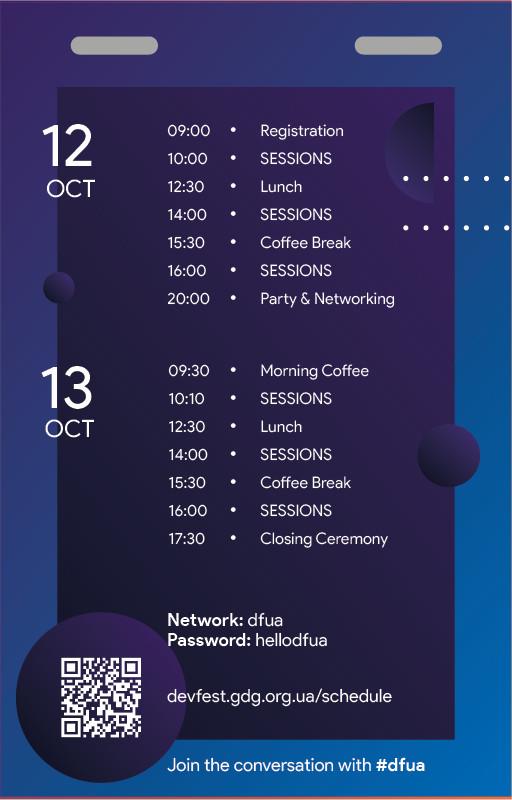 12
OCT
09:00 • Registration
10:00 • SESSIONS
12:30 • Lunch
14:00 • SESSIONS
15:30 • Coffee Break
16:00 • SESSIONS
20:00 • Party & Networking
13
OCT
09:30 • Morning Coffee
10:10 • SESSIONS
12:30 • Lunch
14:00 • SESSIONS
15:30 • Coffee Break
16:00 • SESSIONS
17:30 • Closing Ceremony
Network: dfua
Password: hellodfua
devfest.gdg.org.ua/schedule
Join the conversation with #dfua